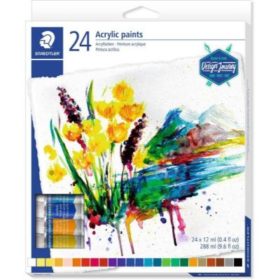 STAEDTLER
24 Acrylic paints
Acrylfarben · Peinture acrylique
Pintura acrílica
Design Journey
24 x 12 ml (0.4 fl oz)
288 ml (9.6 fl oz)